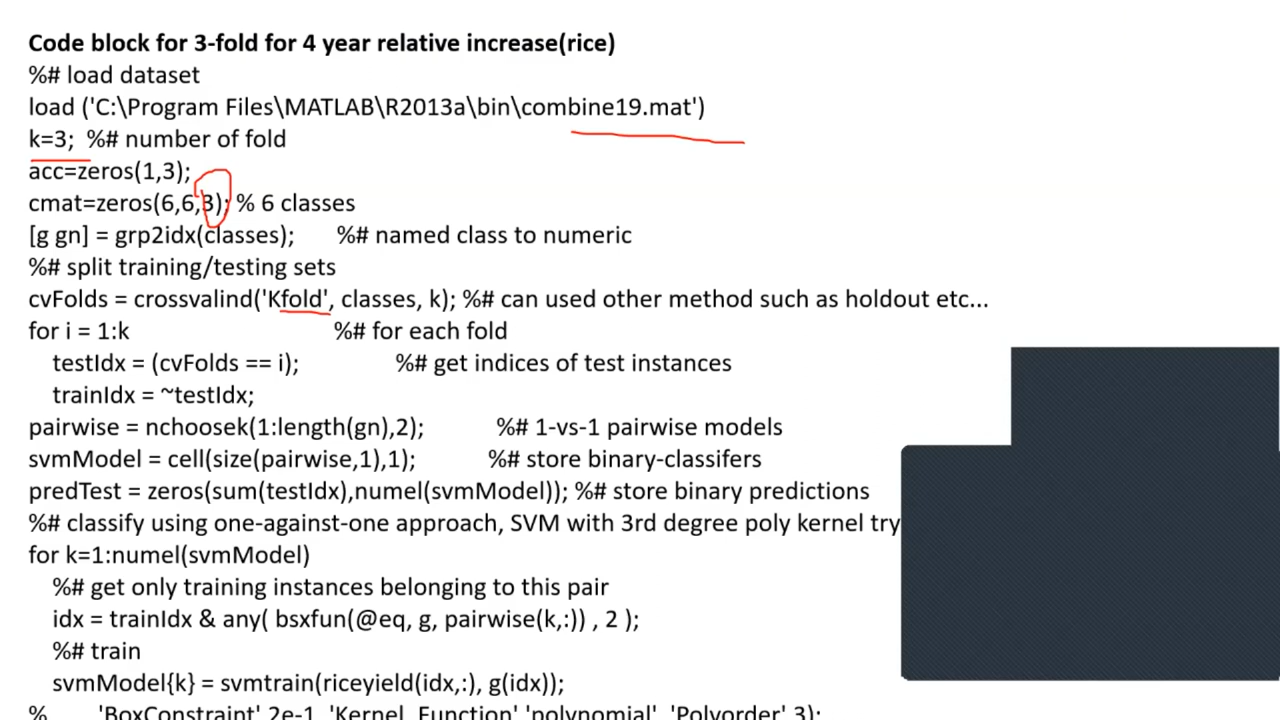 Code block for 3-fold for 4 year relative increase(rice)
%# load dataset
load ('C:\Program Files\MATLAB\R2013a\bin\combine19.mat')
k=3; %# number of fold
acc=zeros(1,3);
cmat=zeros(6,6,3); % 6 classes
[g gn] = grp2idx(classes); %# named class to numeric
%# split training/testing sets
cvFolds = crossvalind('Kfold', classes, k); %# can used other method such as holdout etc...
for i = 1:k %# for each fold
testIdx = (cvFolds == i); %# get indices of test instances
trainIdx = ~testIdx;
pairwise = nchoosek(1:length(gn),2); %# 1-vs-1 pairwise models
svmModel = cell(size(pairwise,1),1); %# store binary-classifers
predTest = zeros(sum(testIdx),numel(svmModel)); %# store binary predictions
%# classify using one-against-one approach, SVM with 3rd degree poly kernel try
for k=1:numel(svmModel)
%# get only training instances belonging to this pair
idx = trainIdx & any( bsxfun(@eq, g, pairwise(k,:)) , 2 );
%# train
svmModel{k} = svmtrain(riceyield(idx,:), g(idx));
% 'BoxConstraint',2e-1, 'Kernel_Function','polynomial', 'Polyorder',3);